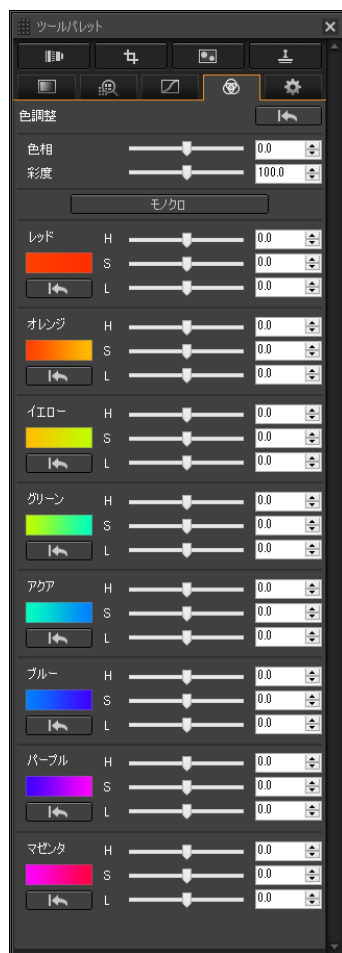 ツールパレット
色調整
色相 0.0
彩度 100.0
モノクロ
レッド H 0.0
S 0.0
L 0.0
オレンジ H 0.0
S 0.0
L 0.0
イエロー H 0.0
S 0.0
L 0.0
グリーン H 0.0
S 0.0
L 0.0
アクア H 0.0
S 0.0
L 0.0
ブルー H 0.0
S 0.0
L 0.0
パープル H 0.0
S 0.0
L 0.0
マゼンタ H 0.0
S 0.0
L 0.0